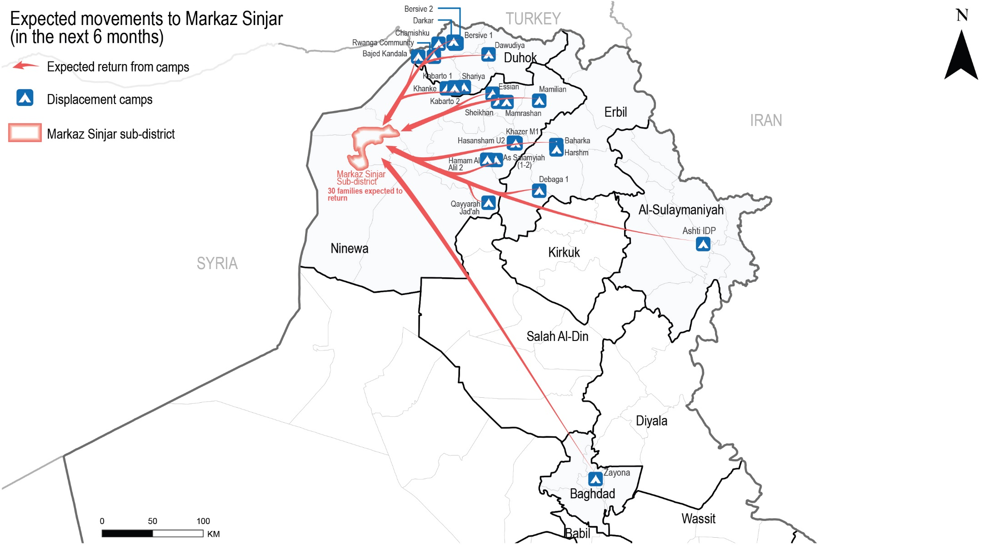 Expected movements to Markaz Sinjar
(in the next 6 months)
Expected return from camps
Displacement camps
Markaz Sinjar sub-district
N
TURKEY
IRAN
SYRIA
Bersive 2
Darkar
Chamishku
Bersive 1
Rwanga Community
Bajed Kandala
Dawudiya
Duhok
Kabarto 1
Shariya
Khanke
Kabarto 2
Essian
Mamilian
Sheikhan
Mamrashan
Erbil
Khazer M1
Hasansham U2
Baharka
Harshm
Hamam Al
Alil 2
As Salamyiah
(1-2)
Markaz Sinjar
Sub-district
30 families expected to
return
Debaga 1
Qayyarah
Jad'ah
Al-Sulaymaniyah
Ashti IDP
Ninewa
Kirkuk
Salah Al-Din
Diyala
Zayona
Baghdad
Wassit
Babil
0 50 100
KM